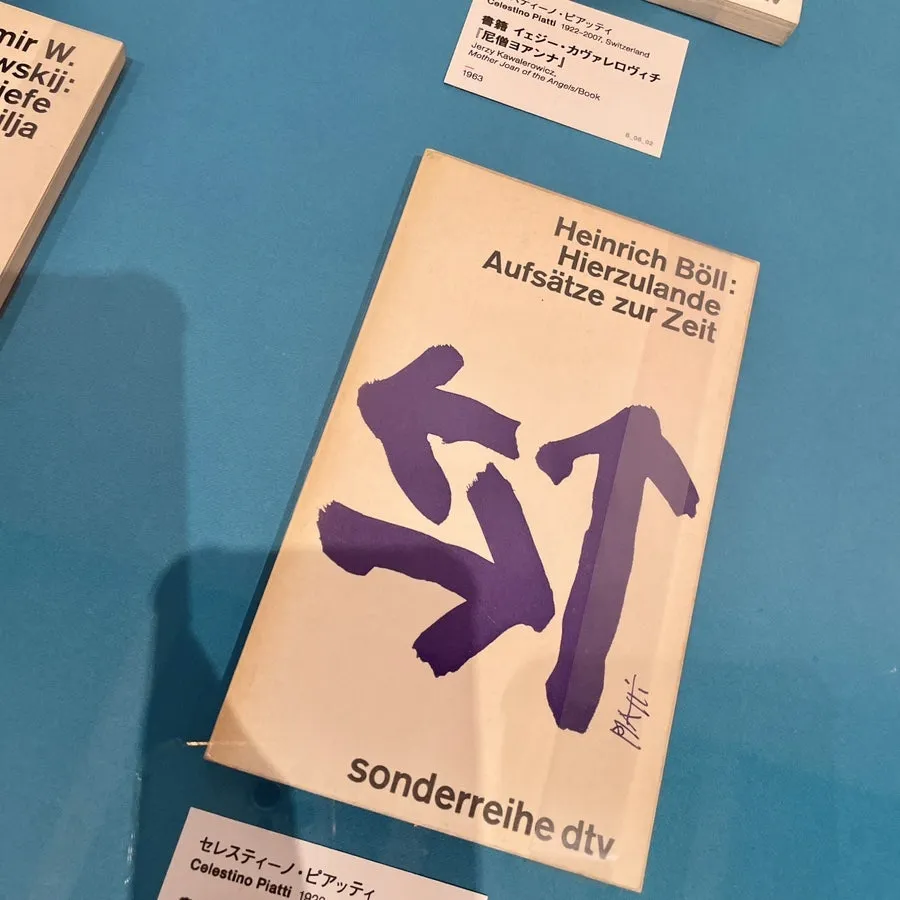 mir W.
wskij:
iefe
ilja
スティーノ・ピアッティ
Celestino Piatti 1922–2007, Switzerland
書籍 イェジー・カヴァレロヴィチ
『尼僧ヨアンナ』
Jerzy Kawalerowicz,
Mother Joan of the Angels/Book
1963
Heinrich Böll:
Hierzulande
Aufsätze zur Zeit
PIATTi
sonderreihe dtv
セレスティーノ・ピアッティ
Celestino Piatti